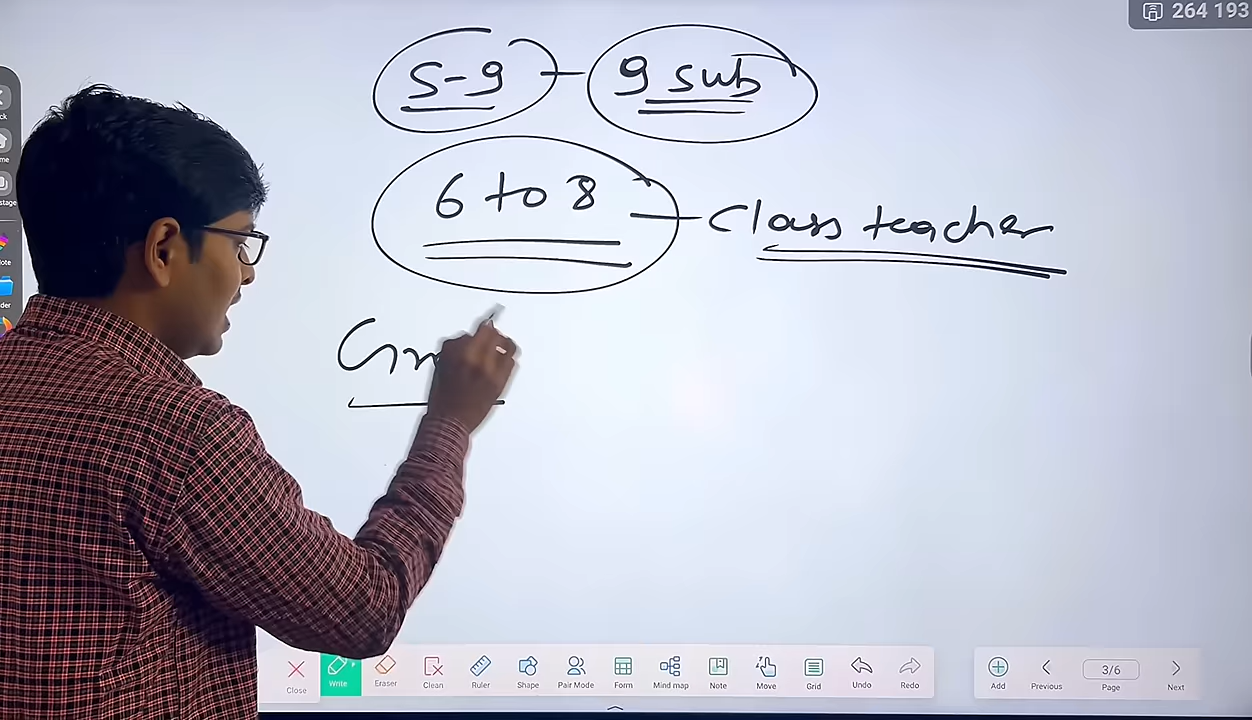 264 193
5-9 - 9 sub
6 to 8 - Class teacher
Close
Write
Eraser
Clean
Ruler
Shape
Pair Mode
Form
Mind map
Note
Move
Grid
Undo
Redo
Add
Previous
3/6
Page
Next